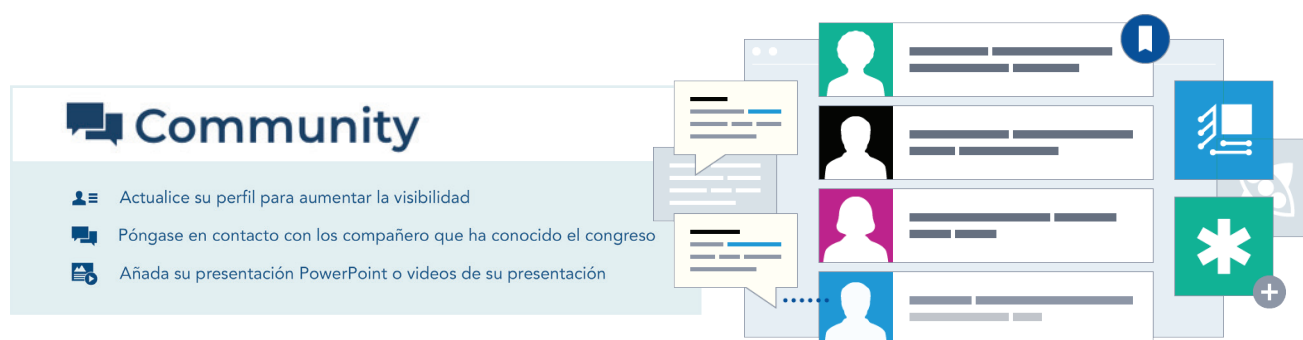 Community
Actualice su perfil para aumentar la visibilidad
Póngase en contacto con los compañero que ha conocido el congreso
Añada su presentación PowerPoint o videos de su presentación